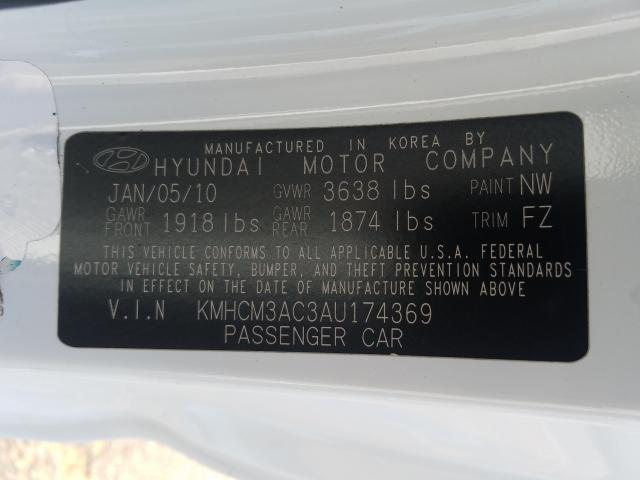 MANUFACTURED IN KOREA BY
HYUNDAI MOTOR COMPANY
JAN/05/10 GVWR 3638 lbs PAINT NW
GAWR FRONT 1918 lbs GAWR REAR 1874 lbs TRIM FZ
THIS VEHICLE CONFORMS TO ALL APPLICABLE U.S.A. FEDERAL
MOTOR VEHICLE SAFETY, BUMPER, AND THEFT PREVENTION STANDARDS
IN EFFECT ON THE DATE OF MANUFACTURE SHOWN ABOVE
V.I.N KMHCM3AC3AU174369
PASSENGER CAR